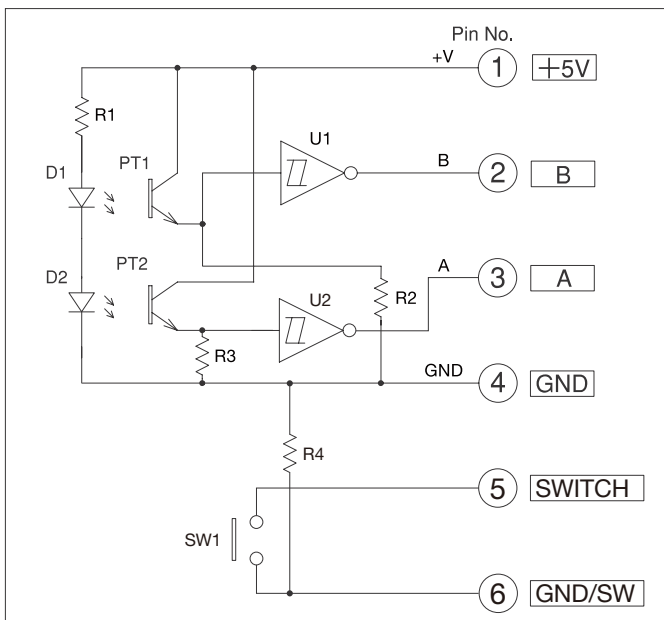 Pin No.
+V
1
+5V
R1
U1
D1
PT1
B
2
B
D2
PT2
A
3
A
U2
R2
R3
GND
4
GND
R4
5
SWITCH
SW1
6
GND/SW